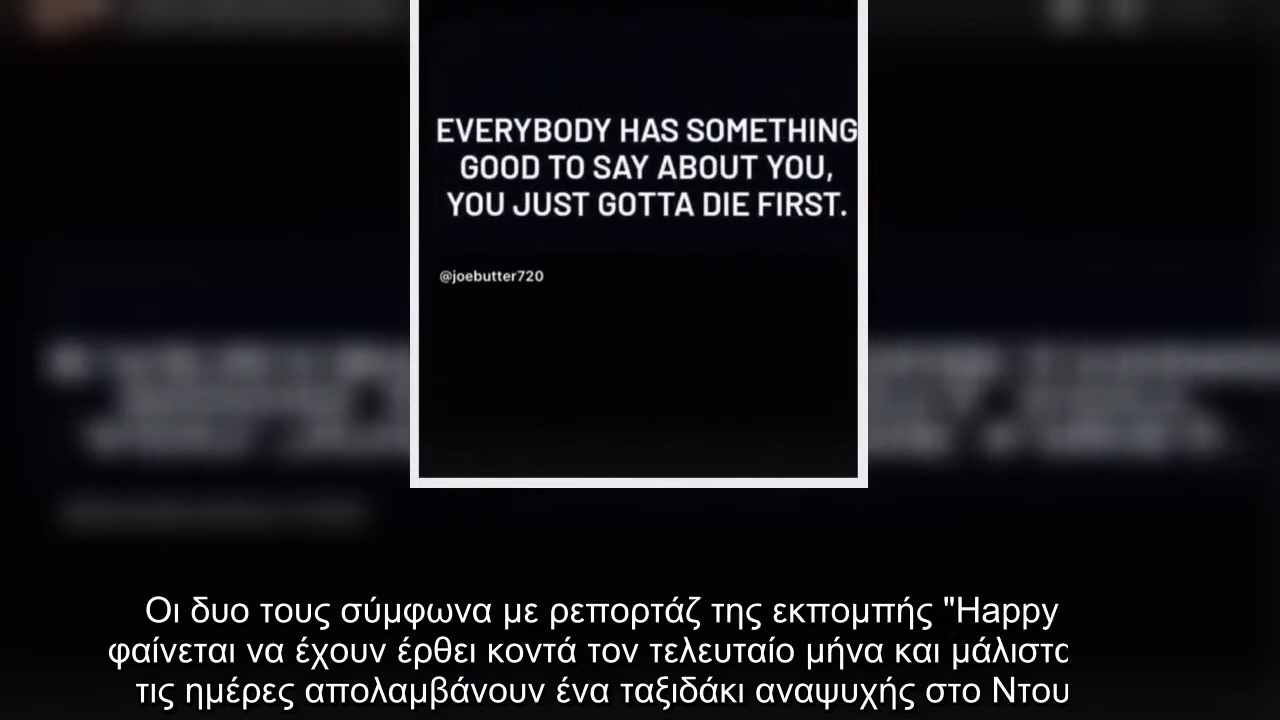 EVERYBODY HAS SOMETHING
GOOD TO SAY ABOUT YOU,
YOU JUST GOTTA DIE FIRST.
@joebutter720
Οι δυο τους σύμφωνα με ρεπορτάζ της εκπομπής "Happy
φαίνεται να έχουν έρθει κοντά τον τελευταίο μήνα και
τις ημέρες απολαμβάνουν ένα ταξιδάκι αναψυχής στο Ντου